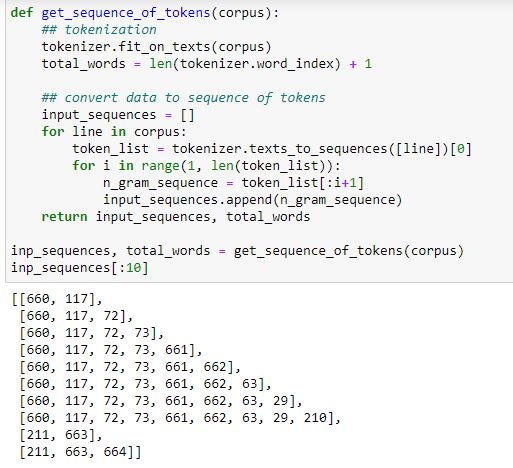 def get_sequence_of_tokens(corpus):
    ## tokenization
    tokenizer.fit_on_texts(corpus)
    total_words = len(tokenizer.word_index) + 1

    ## convert data to sequence of tokens
    input_sequences = []
    for line in corpus:
        token_list = tokenizer.texts_to_sequences([line])[0]
        for i in range(1, len(token_list)):
            n_gram_sequence = token_list[:i+1]
            input_sequences.append(n_gram_sequence)
    return input_sequences, total_words

inp_sequences, total_words = get_sequence_of_tokens(corpus)
inp_sequences[:10]

[[660, 117],
 [660, 117, 72],
 [660, 117, 72, 73],
 [660, 117, 72, 73, 661],
 [660, 117, 72, 73, 661, 662],
 [660, 117, 72, 73, 661, 662, 63],
 [660, 117, 72, 73, 661, 662, 63, 29],
 [660, 117, 72, 73, 661, 662, 63, 29, 210],
 [211, 663],
 [211, 663, 664]]